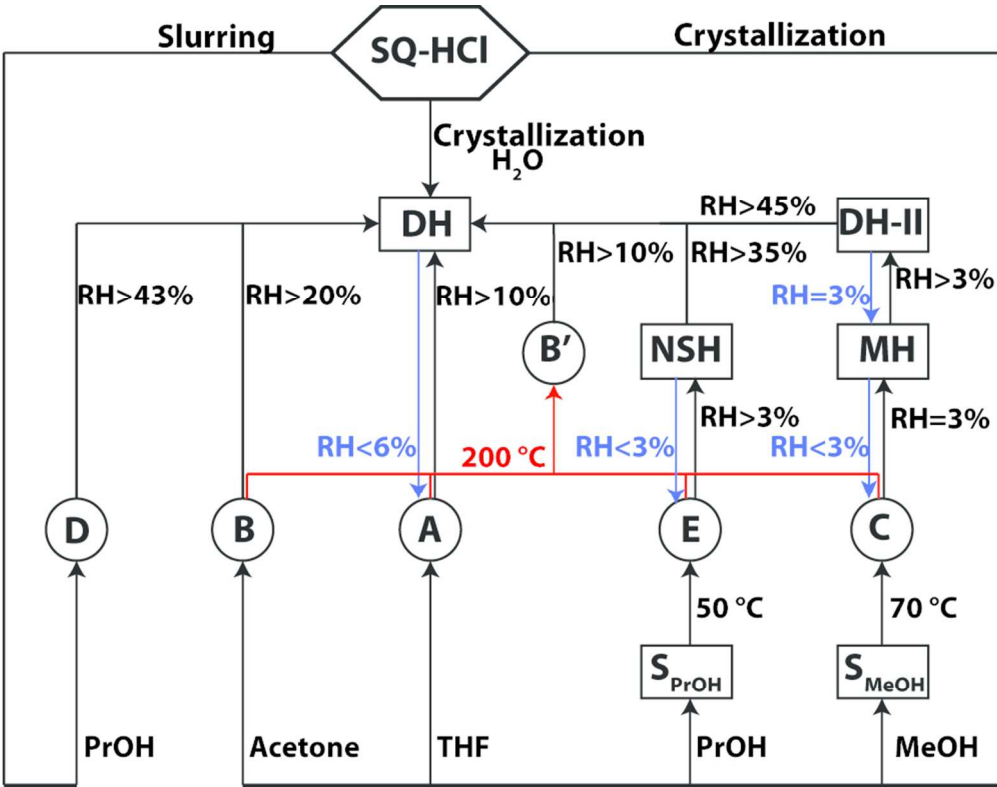 Slurring
SQ-HCl
Crystallization
Crystallization
H₂O
DH
RH>45%
DH-II
RH>10%
RH>35%
RH>43%
RH>20%
RH>10%
RH=3%
RH>3%
B′
NSH
MH
RH<6%
200 °C
RH<3%
RH>3%
RH<3%
RH=3%
D
B
A
E
C
50 °C
70 °C
S PrOH
S MeOH
PrOH
Acetone
THF
PrOH
MeOH